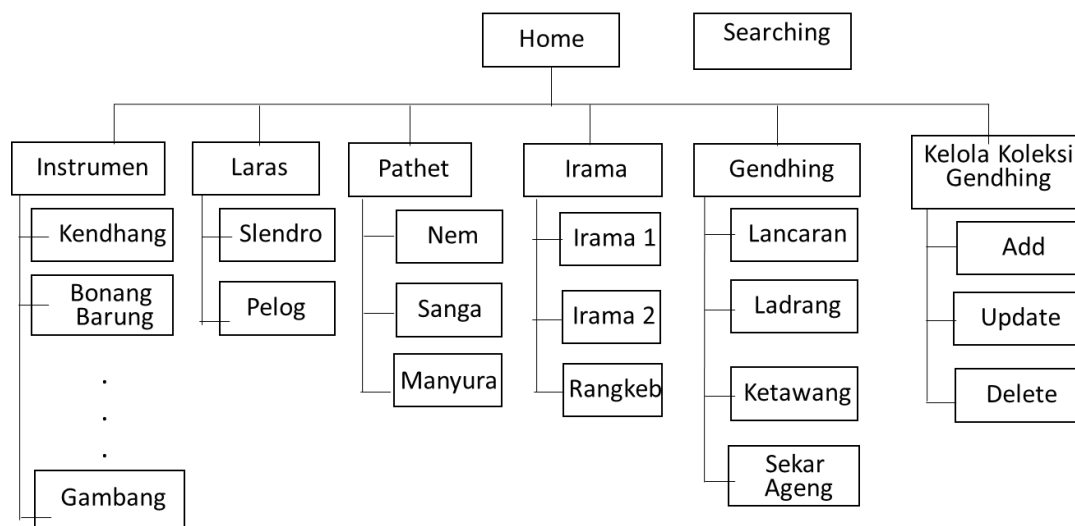 Home
Searching
Instrumen
Laras
Pathet
Irama
Gendhing
Kelola Koleksi
Gendhing
Kendhang
Bonang
Barung
.
.
.
Gambang
Slendro
Pelog
Nem
Sanga
Manyura
Irama 1
Irama 2
Rangkeb
Lancaran
Ladrang
Ketawang
Sekar
Ageng
Add
Update
Delete